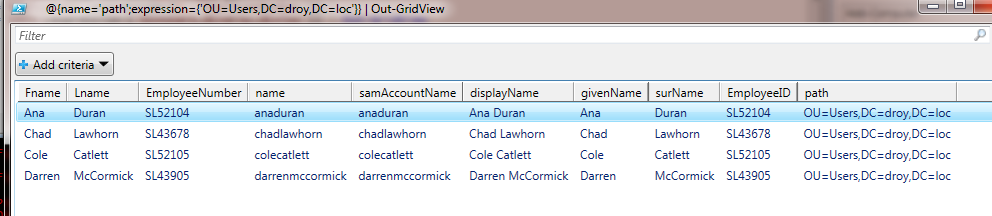 @{name='path';expression={'OU=Users,DC=droy,DC=loc'}} | Out-GridView
Filter
Add criteria
Fname Lname EmployeeNumber name samAccountName displayName givenName surName EmployeeID path
Ana Duran SL52104 anaduran anaduran Ana Duran Ana Duran SL52104 OU=Users,DC=droy,DC=loc
Chad Lawhorn SL43678 chadlawhorn chadlawhorn Chad Lawhorn Chad Lawhorn SL43678 OU=Users,DC=droy,DC=loc
Cole Catlett SL52105 colecatlett colecatlett Cole Catlett Cole Catlett SL52105 OU=Users,DC=droy,DC=loc
Darren McCormick SL43905 darrenmccormick darrenmccormick Darren McCormick Darren McCormick SL43905 OU=Users,DC=droy,DC=loc